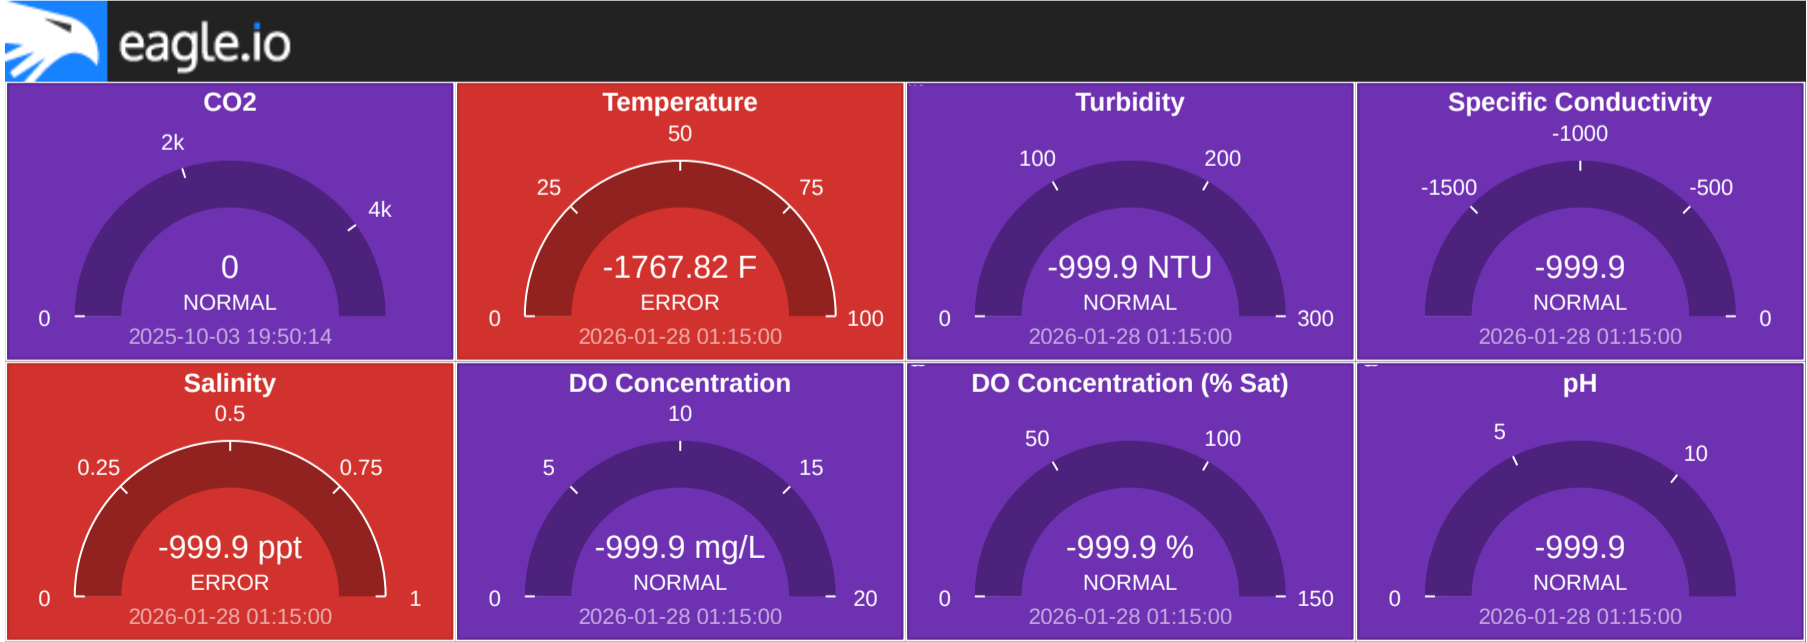 eagle.io
CO2
2k
4k
0
NORMAL
0
2025-10-03 19:50:14
Temperature
50
25
75
-1767.82 F
ERROR
0
100
2026-01-28 01:15:00
Turbidity
100
200
-999.9 NTU
NORMAL
0
300
2026-01-28 01:15:00
Specific Conductivity
-1000
-1500
-500
-999.9
NORMAL
0
2026-01-28 01:15:00
Salinity
0.5
0.25
0.75
-999.9 ppt
ERROR
0
1
2026-01-28 01:15:00
DO Concentration
10
5
15
-999.9 mg/L
NORMAL
0
20
2026-01-28 01:15:00
DO Concentration (% Sat)
50
100
-999.9 %
NORMAL
0
150
2026-01-28 01:15:00
pH
5
10
-999.9
NORMAL
0
2026-01-28 01:15:00